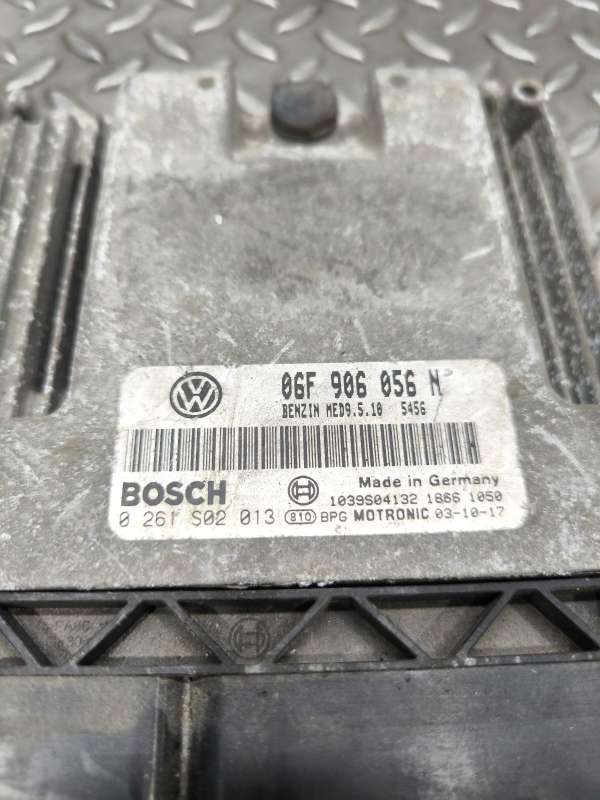 06F 906 056 N
BENZIN MED9.5.10 5456
BOSCH
Made in Germany
1039S04132 1866 1050
0 261 S02 013 810 BPG MOTRONIC 03-10-17